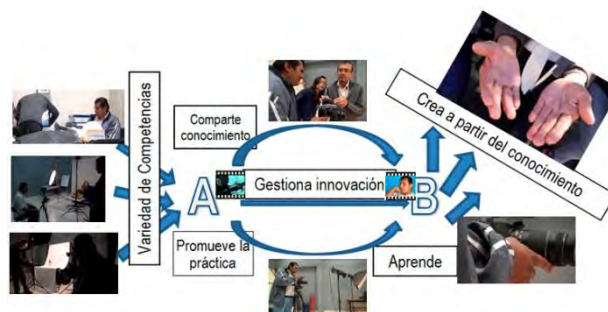 Variedad de Competencias
Comparte
conocimiento
A
Gestiona innovación
B
Promueve la
práctica
Aprende
Crea a partir del conocimiento